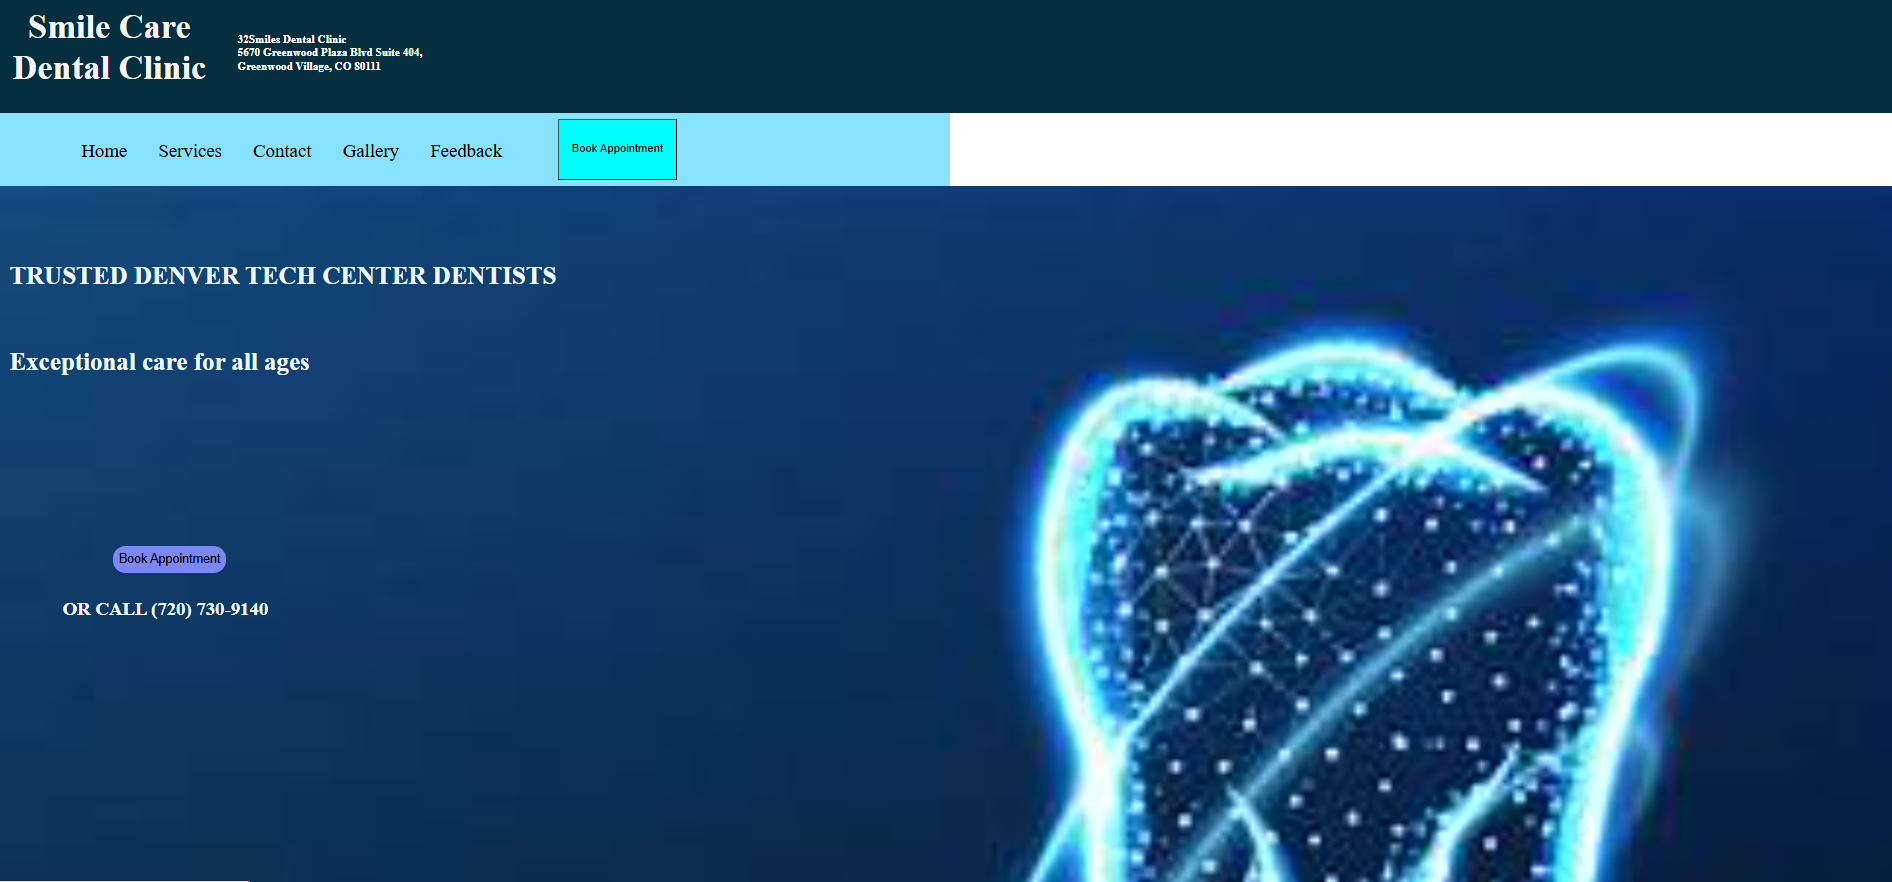 Smile Care
Dental Clinic
32Smiles Dental Clinic
5670 Greenwood Plaza Blvd Suite 404,
Greenwood Village, CO 80111
Home Services Contact Gallery Feedback Book Appointment
TRUSTED DENVER TECH CENTER DENTISTS
Exceptional care for all ages
Book Appointment
OR CALL (720) 730-9140